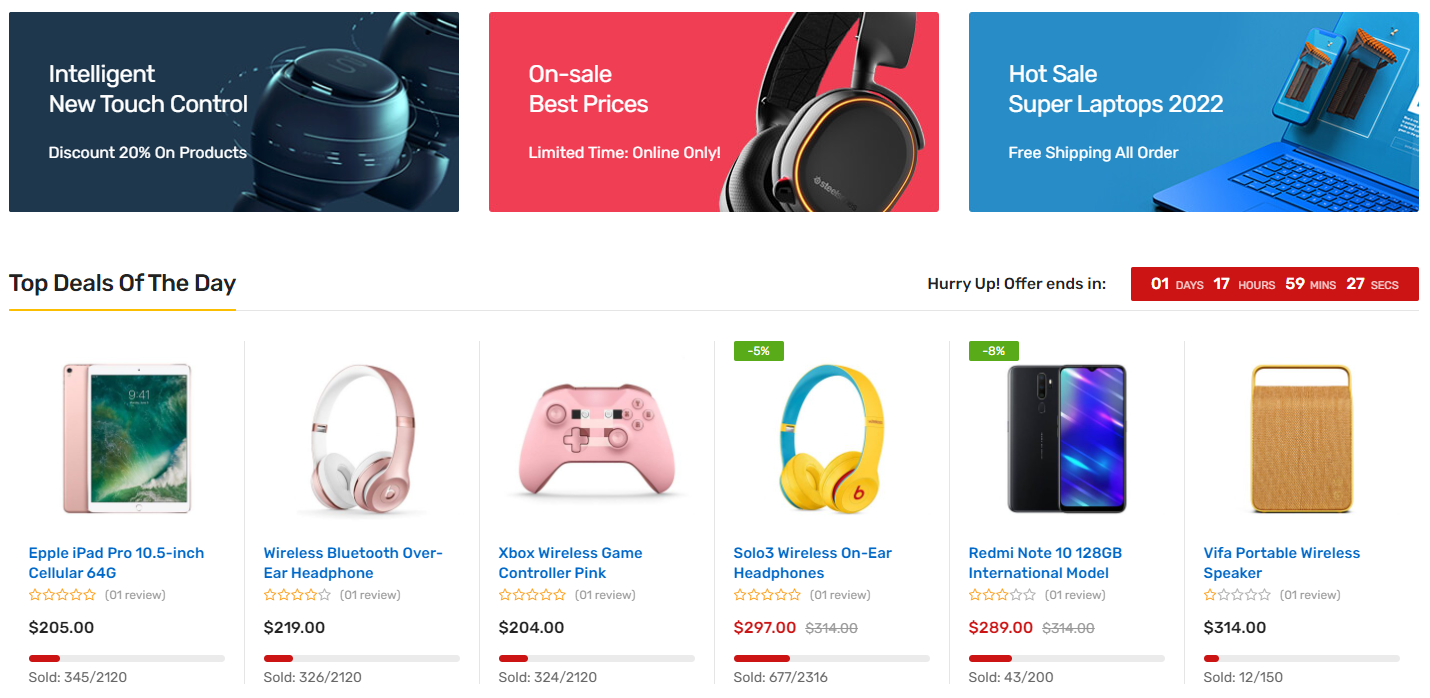 Intelligent
New Touch Control
Discount 20% On Products
On-sale
Best Prices
Limited Time: Online Only!
steelseries
Hot Sale
Super Laptops 2022
Free Shipping All Order
Top Deals Of The Day
Hurry Up! Offer ends in:
01 DAYS 17 HOURS 59 MINS 27 SECS
9:41
Epple iPad Pro 10.5-inch
Cellular 64G
(01 review)
$205.00
Sold: 345/2120
Wireless Bluetooth Over-
Ear Headphone
(01 review)
$219.00
Sold: 326/2120
Xbox Wireless Game
Controller Pink
(01 review)
$204.00
Sold: 324/2120
-5%
Solo3 Wireless On-Ear
Headphones
(01 review)
$297.00 $314.00
Sold: 677/2316
-8%
Redmi Note 10 128GB
International Model
(01 review)
$289.00 $314.00
Sold: 43/200
Vifa Portable Wireless
Speaker
(01 review)
$314.00
Sold: 12/150